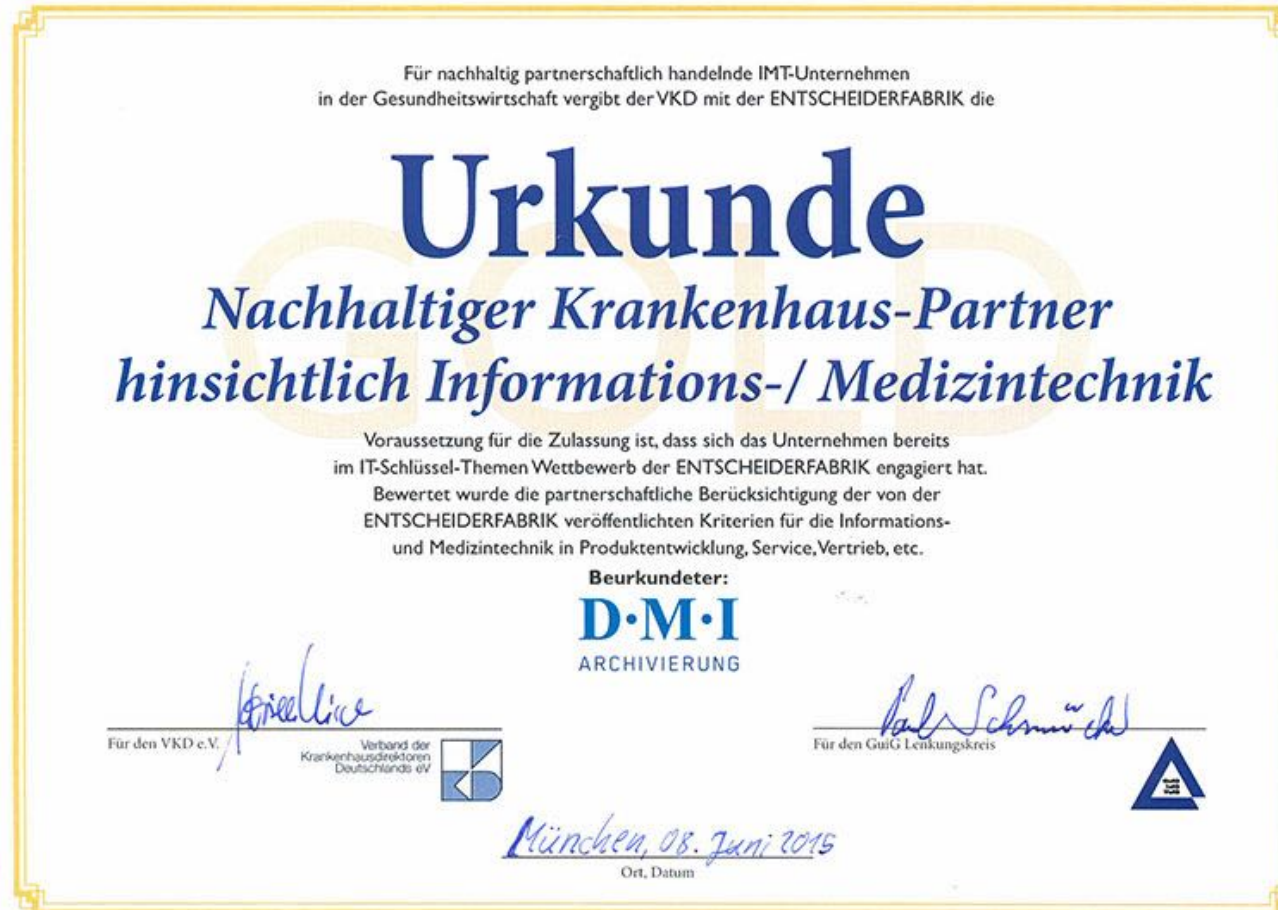 Für nachhaltig partnerschaftlich handelnde IMT-Unternehmen
in der Gesundheitswirtschaft vergibt der VKD mit der ENTSCHEIDERFABRIK die
GOLD
Urkunde
Nachhaltiger Krankenhaus-Partner
hinsichtlich Informations-/ Medizintechnik
Voraussetzung für die Zulassung ist, dass sich das Unternehmen bereits
im IT-Schlüssel-Themen Wettbewerb der ENTSCHEIDERFABRIK engagiert hat.
Bewertet wurde die partnerschaftliche Berücksichtigung der von der
ENTSCHEIDERFABRIK veröffentlichten Kriterien für die Informations-
und Medizintechnik in Produktentwicklung, Service, Vertrieb, etc.
Beurkundeter:
D·M·I
ARCHIVIERUNG
Für den VKD e.V.
Verband der
Krankenhausdirektoren
Deutschlands eV
Paul
Für den GuiG Lenkungskreis
München, 08. Juni 2015
Ort, Datum